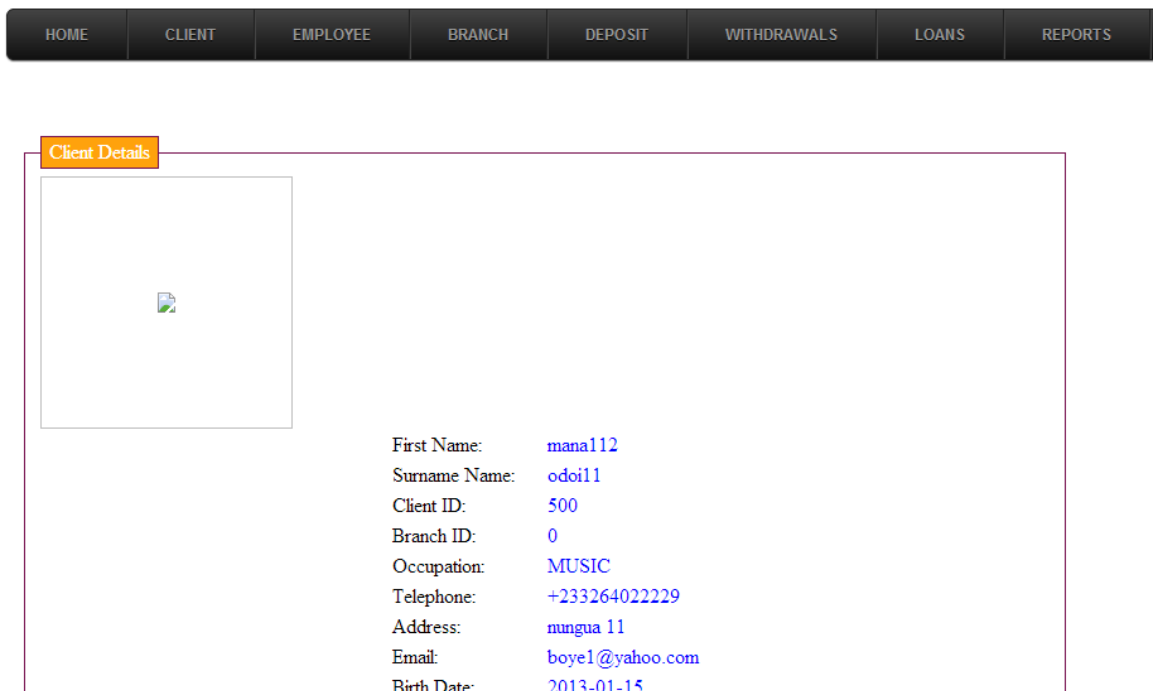 HOME CLIENT EMPLOYEE BRANCH DEPOSIT WITHDRAWALS LOANS REPORTS
Client Details
First Name: mana112
Surname Name: odoi11
Client ID: 500
Branch ID: 0
Occupation: MUSIC
Telephone: +233264022229
Address: nungua 11
Email: boye1@yahoo.com
Birth Date: 2013-01-15